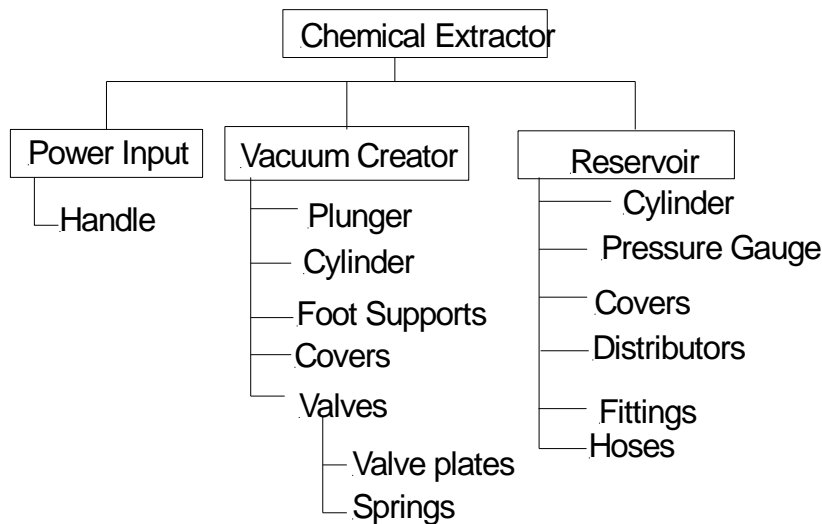 Chemical Extractor
Power Input
Handle
Vacuum Creator
Plunger
Cylinder
Foot Supports
Covers
Valves
Valve plates
Springs
Reservoir
Cylinder
Pressure Gauge
Covers
Distributors
Fittings
Hoses